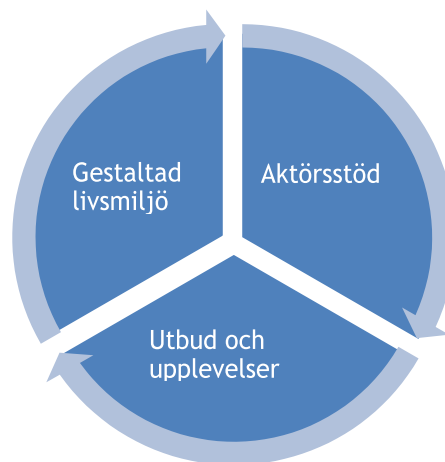 Gestaltad
livsmiljö
Aktörsstöd
Utbud och
upplevelser